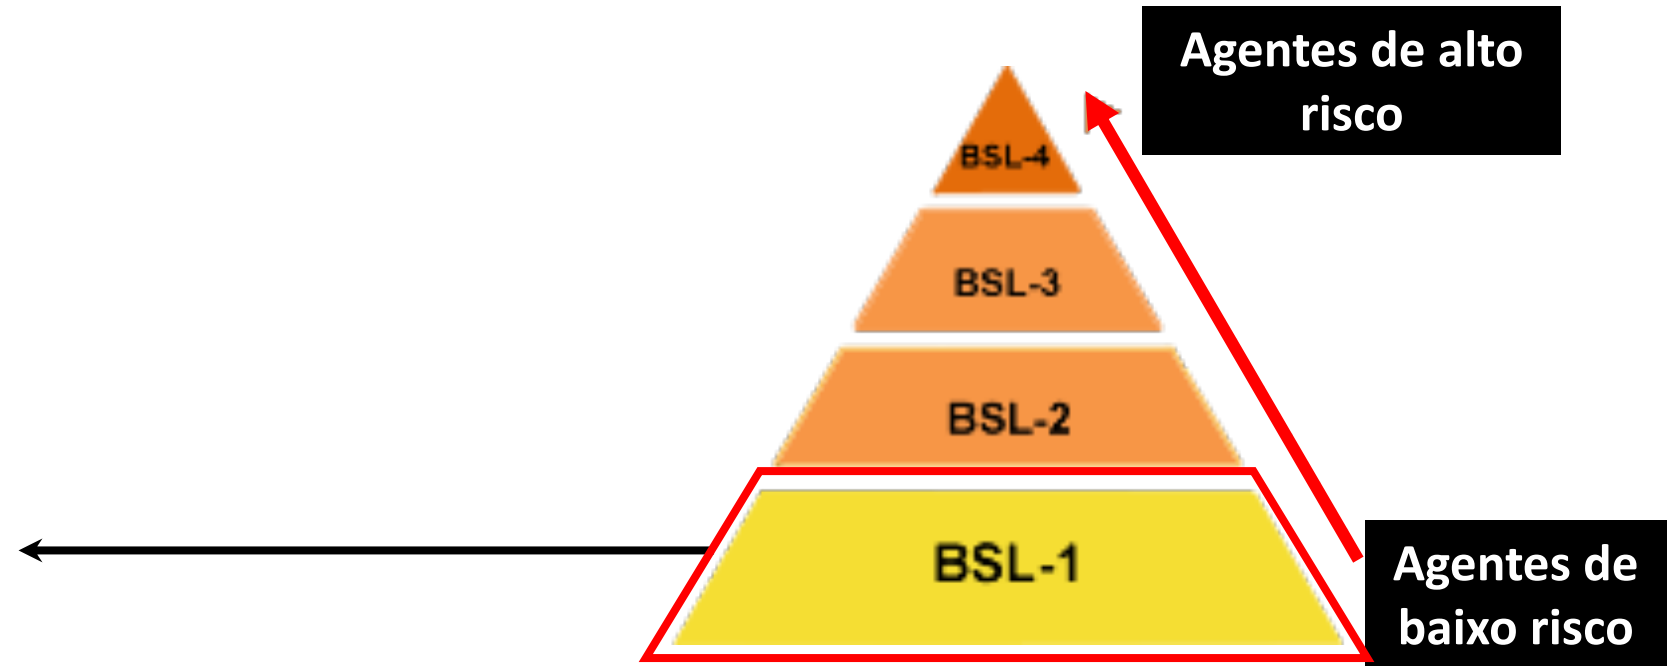 Agentes de alto
risco
BSL-4
BSL-3
BSL-2
BSL-1
Agentes de
baixo risco